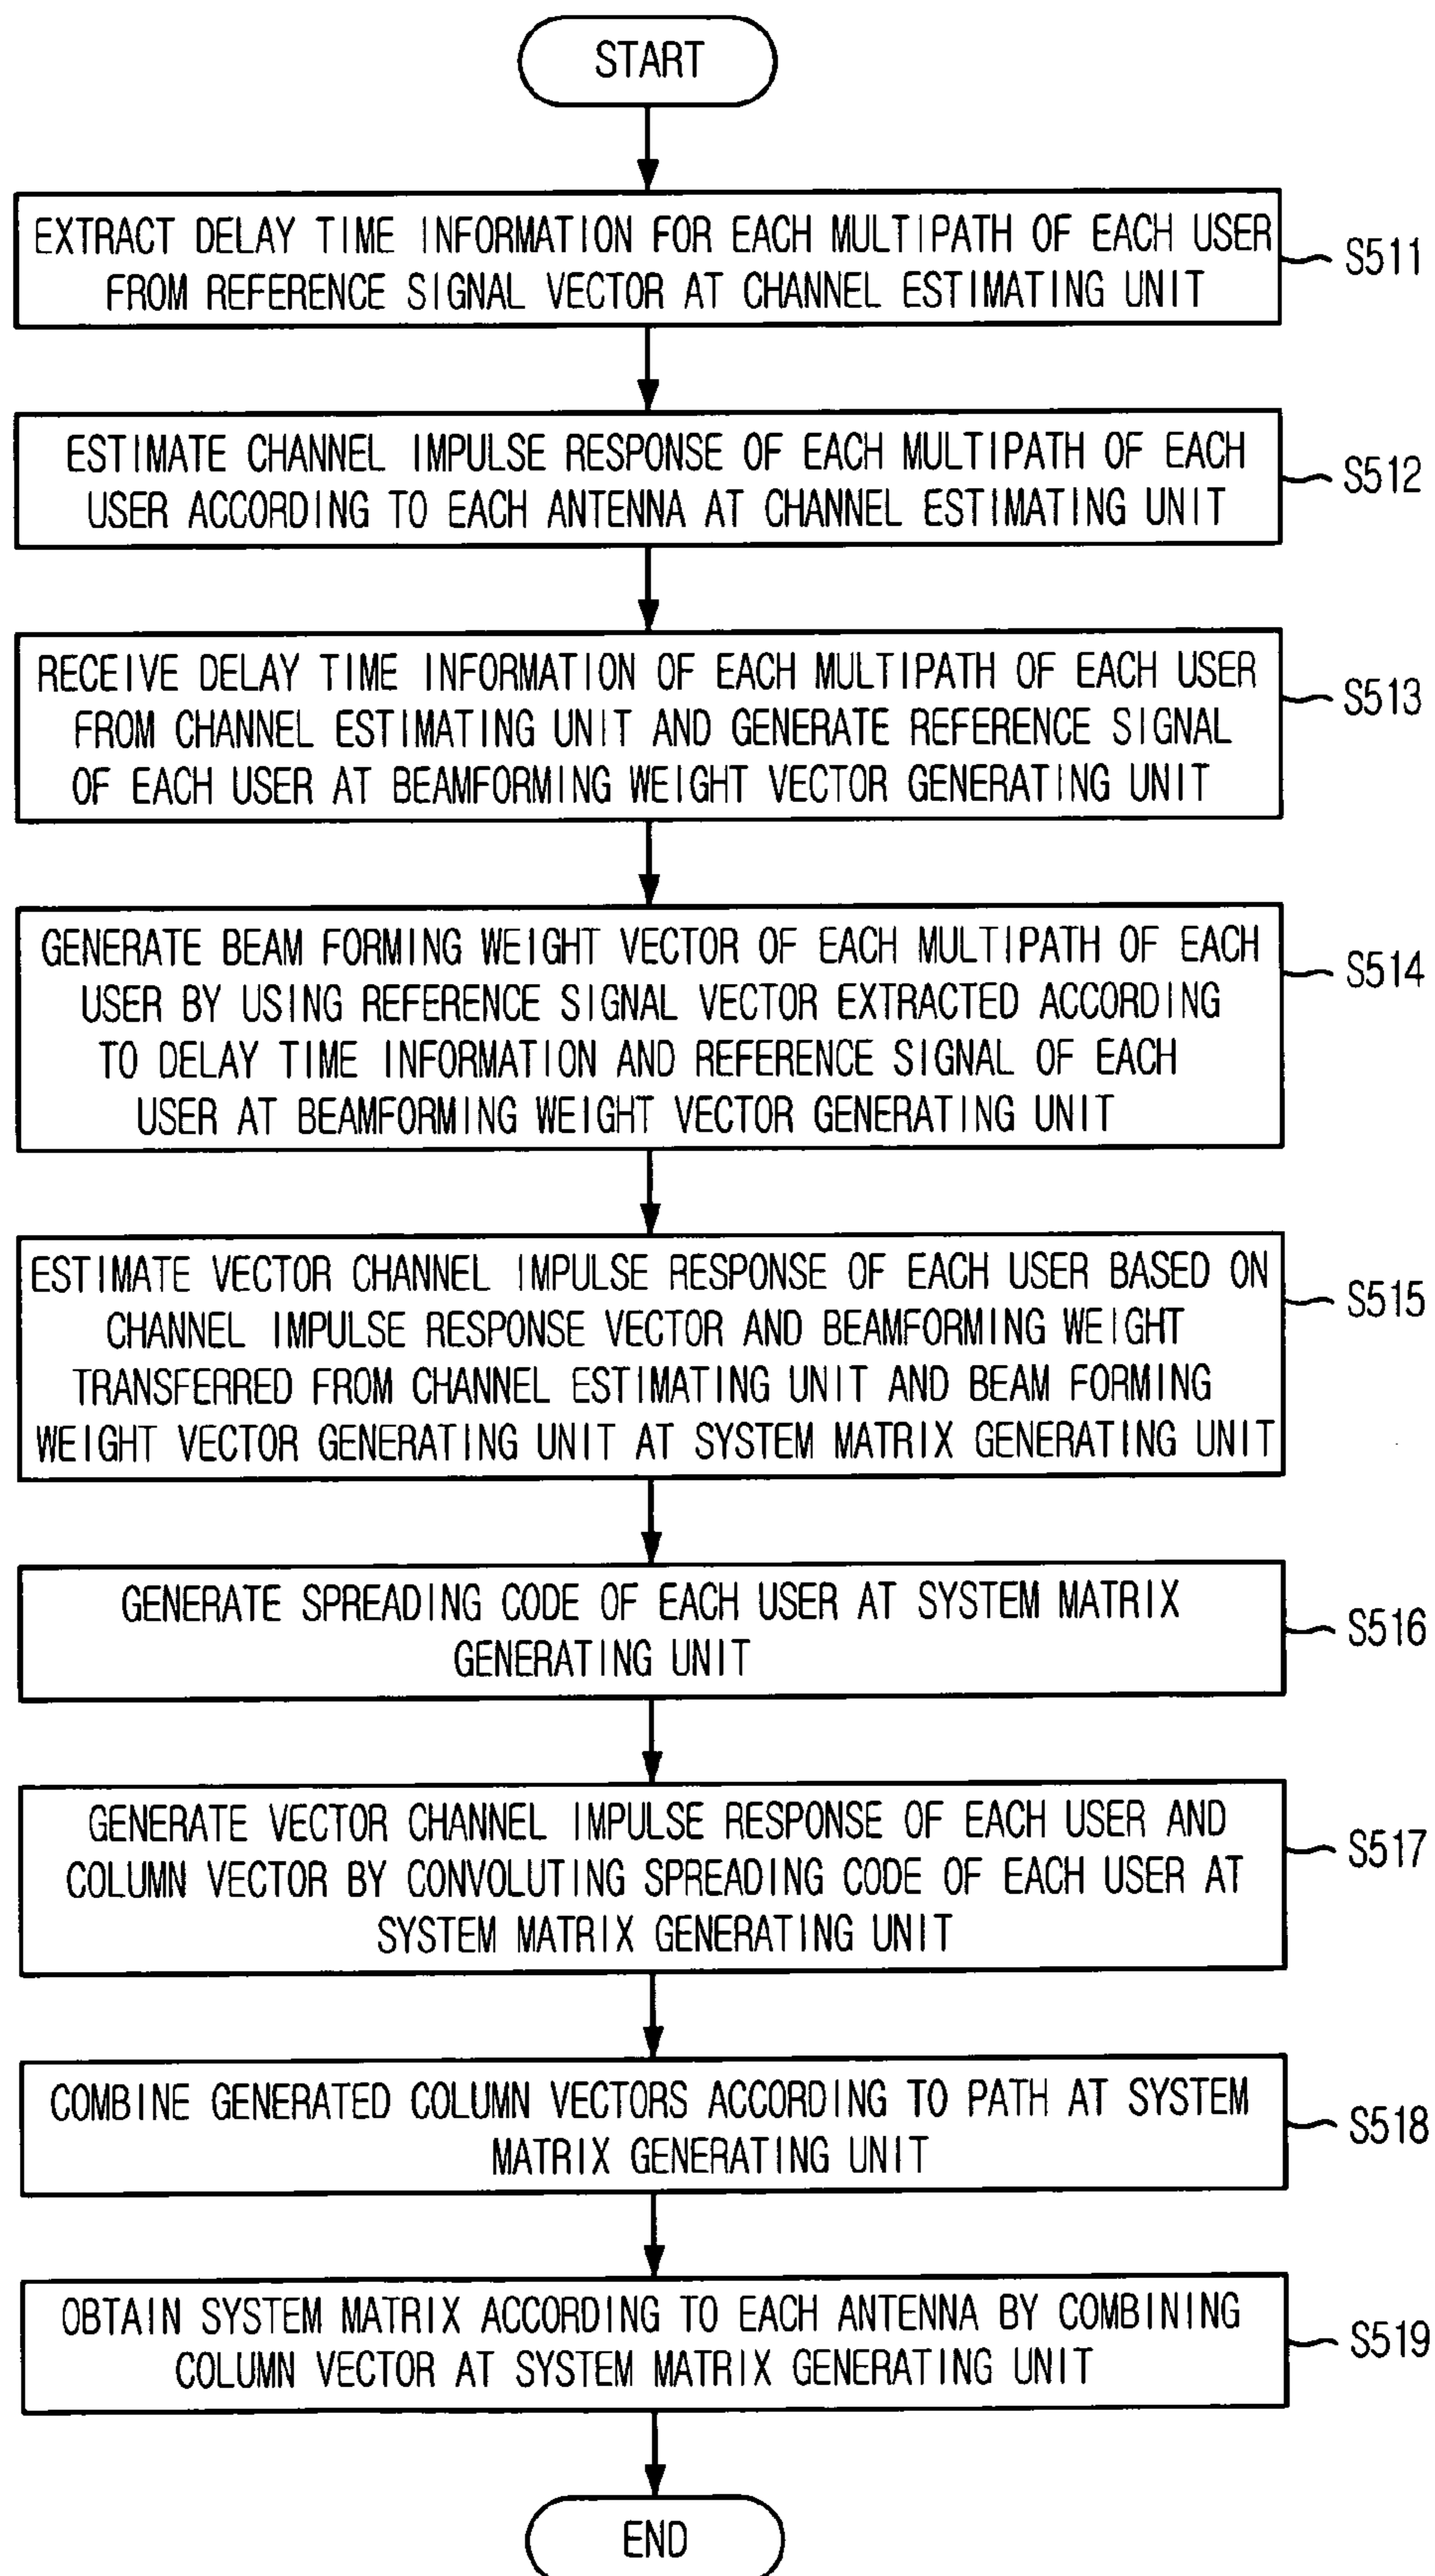 START
EXTRACT DELAY TIME INFORMATION FOR EACH MULTIPATH OF EACH USER
FROM REFERENCE SIGNAL VECTOR AT CHANNEL ESTIMATING UNIT
S511
ESTIMATE CHANNEL IMPULSE RESPONSE OF EACH MULTIPATH OF EACH
USER ACCORDING TO EACH ANTENNA AT CHANNEL ESTIMATING UNIT
S512
RECEIVE DELAY TIME INFORMATION OF EACH MULTIPATH OF EACH USER
FROM CHANNEL ESTIMATING UNIT AND GENERATE REFERENCE SIGNAL
OF EACH USER AT BEAMFORMING WEIGHT VECTOR GENERATING UNIT
S513
GENERATE BEAM FORMING WEIGHT VECTOR OF EACH MULTIPATH OF EACH
USER BY USING REFERENCE SIGNAL VECTOR EXTRACTED ACCORDING
TO DELAY TIME INFORMATION AND REFERENCE SIGNAL OF EACH
USER AT BEAMFORMING WEIGHT VECTOR GENERATING UNIT
S514
ESTIMATE VECTOR CHANNEL IMPULSE RESPONSE OF EACH USER BASED ON
CHANNEL IMPULSE RESPONSE VECTOR AND BEAMFORMING WEIGHT
TRANSFERRED FROM CHANNEL ESTIMATING UNIT AND BEAM FORMING
WEIGHT VECTOR GENERATING UNIT AT SYSTEM MATRIX GENERATING UNIT
S515
GENERATE SPREADING CODE OF EACH USER AT SYSTEM MATRIX
GENERATING UNIT
S516
GENERATE VECTOR CHANNEL IMPULSE RESPONSE OF EACH USER AND
COLUMN VECTOR BY CONVOLUTING SPREADING CODE OF EACH USER AT
SYSTEM MATRIX GENERATING UNIT
S517
COMBINE GENERATED COLUMN VECTORS ACCORDING TO PATH AT SYSTEM
MATRIX GENERATING UNIT
S518
OBTAIN SYSTEM MATRIX ACCORDING TO EACH ANTENNA BY COMBINING
COLUMN VECTOR AT SYSTEM MATRIX GENERATING UNIT
S519
END